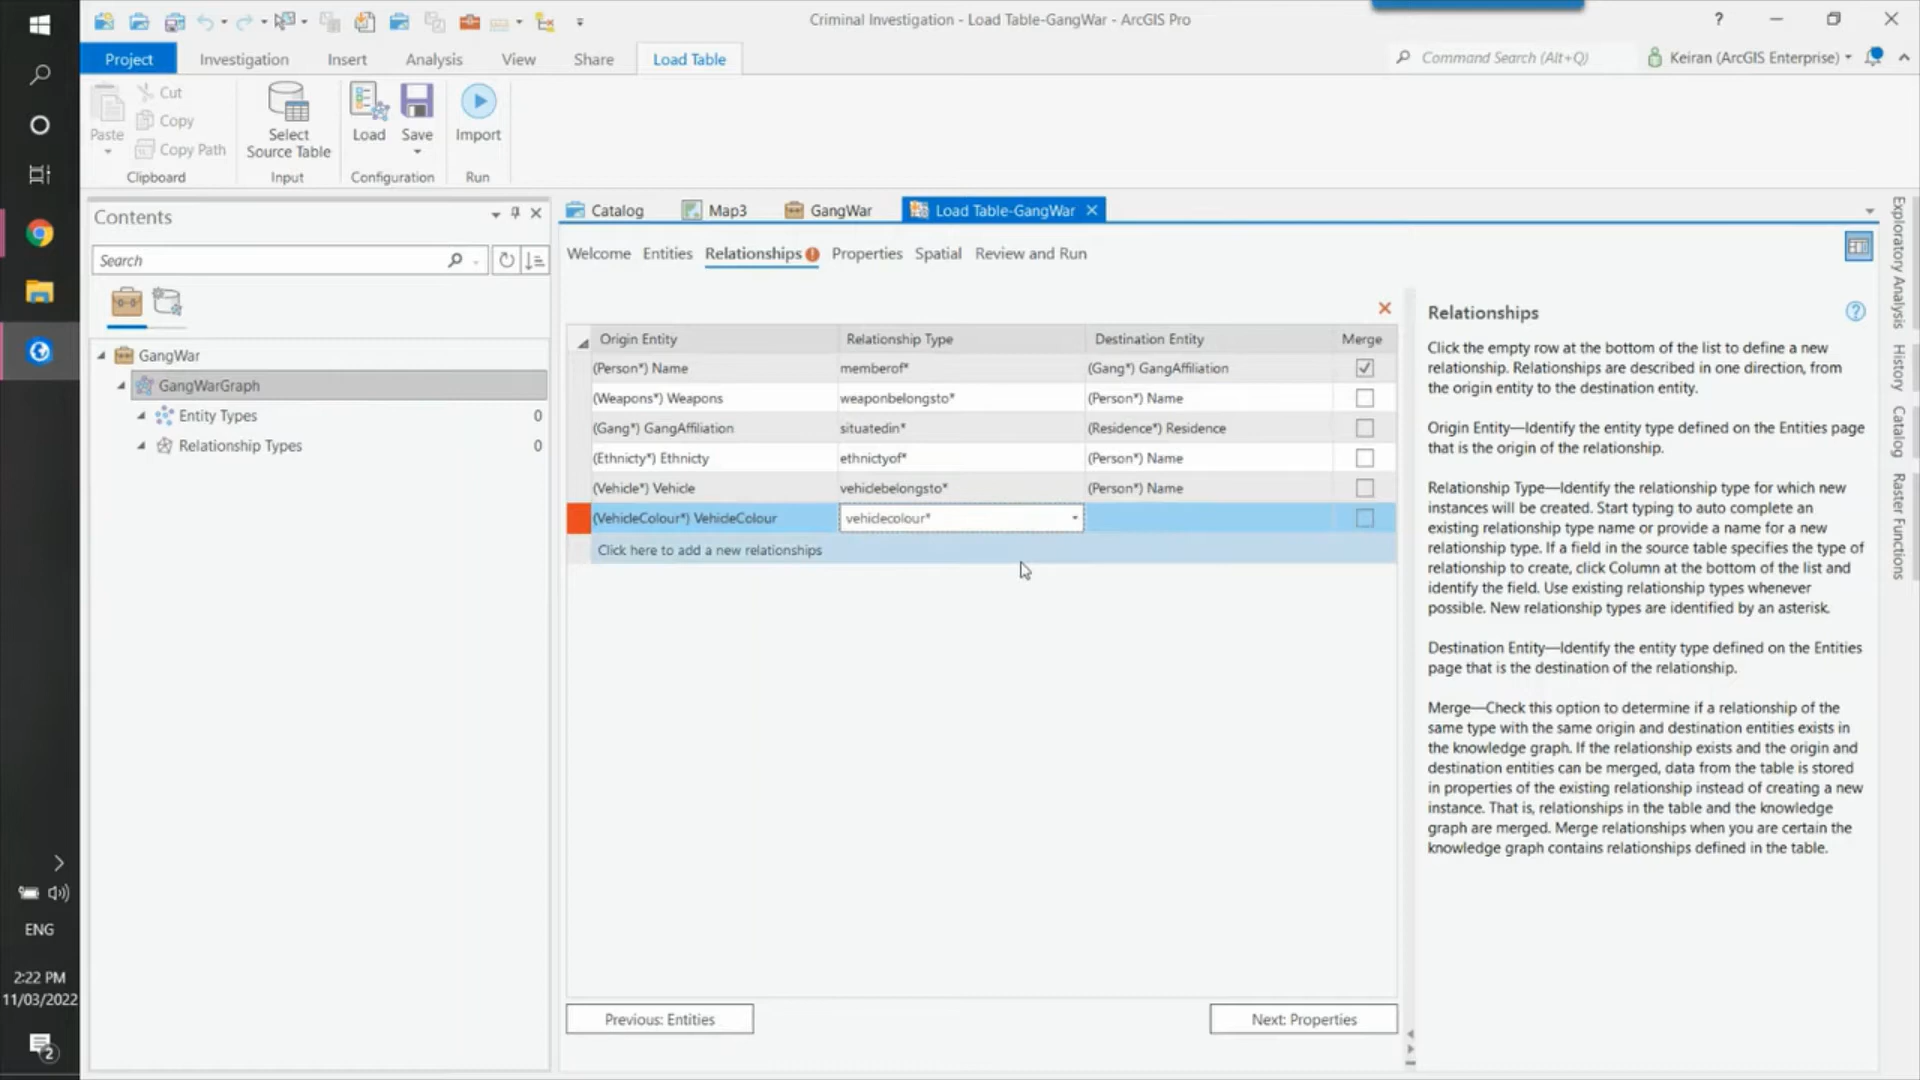 Criminal Investigation - Load Table-GangWar - ArcGIS Pro
?
Project
Investigation
Insert
Analysis
View
Share
Load Table
Command Search (Alt+Q)
Keiran (ArcGIS Enterprise)
Paste
Cut
Copy
Copy Path
Clipboard
Select
Source Table
Input
Load
Save
Configuration
Import
Run
Contents
Search
GangWar
GangWarGraph
Entity Types 0
Relationship Types 0
Catalog
Map3
GangWar
Load Table-GangWar
Welcome
Entities
Relationships
Properties
Spatial
Review and Run
Origin Entity Relationship Type Destination Entity Merge
(Person*) Name memberof* (Gang*) GangAffiliation
(Weapons*) Weapons weaponbelongsto* (Person*) Name
(Gang*) GangAffiliation situatedin* (Residence*) Residence
(Ethnicty*) Ethnicty ethnictyof* (Person*) Name
(Vehicle*) Vehicle vehiclebelongsto* (Person*) Name
(VehicleColour*) VehicleColour vehiclecolour*
Click here to add a new relationships
Previous: Entities
Next: Properties
Relationships
Click the empty row at the bottom of the list to define a new
relationship. Relationships are described in one direction, from
the origin entity to the destination entity.
Origin Entity—Identify the entity type defined on the Entities page
that is the origin of the relationship.
Relationship Type—Identify the relationship type for which new
instances will be created. Start typing to auto complete an
existing relationship type name or provide a name for a new
relationship type. If a field in the source table specifies the type of
relationship to create, click Column at the bottom of the list and
identify the field. Use existing relationship types whenever
possible. New relationship types are identified by an asterisk.
Destination Entity—Identify the entity type defined on the Entities
page that is the destination of the relationship.
Merge—Check this option to determine if a relationship of the
same type with the same origin and destination entities exists in
the knowledge graph. If the relationship exists and the origin and
destination entities can be merged, data from the table is stored
in properties of the existing relationship instead of creating a new
instance. That is, relationships in the table and the knowledge
graph are merged. Merge relationships when you are certain the
knowledge graph contains relationships defined in the table.
Exploratory Analysis
History
Catalog
Raster Functions
ENG
2:22 PM
11/03/2022
2